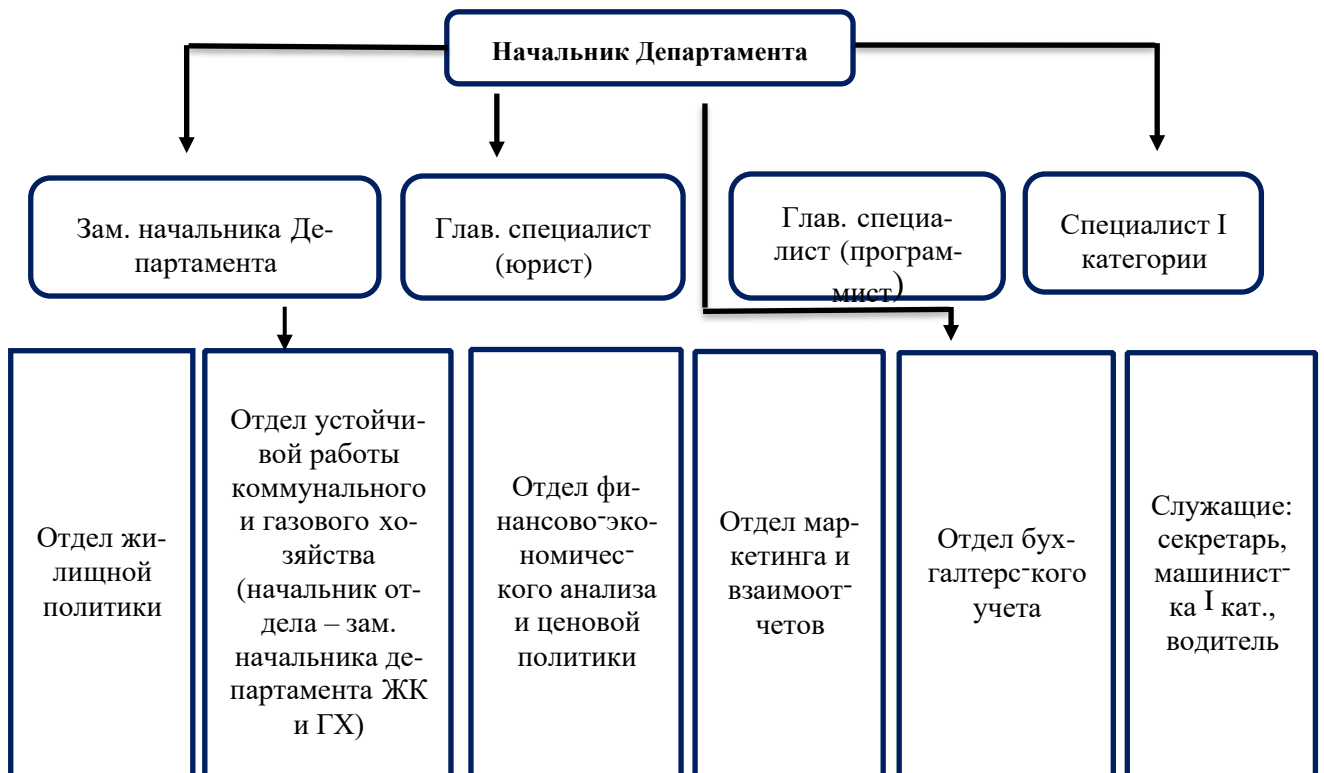 Начальник Департамента
Зам. начальника Де-
партамента
Глав. специалист
(юрист)
Глав. специа-
лист (програм-
мист)
Специалист I
категории
Отдел жи-
лищной
политики
Отдел устойчи-
вой работы
коммунального
и газового хо-
зяйства
(начальник от-
дела – зам.
начальника де-
партамента ЖК
и ГХ)
Отдел фи-
нансово-эко-
номичес-
кого анализа
и ценовой
политики
Отдел мар-
кетинга и
взаимоот-
четов
Отдел бух-
галтерс-кого
учета
Служащие:
секретарь,
машинист-
ка I кат.,
водитель